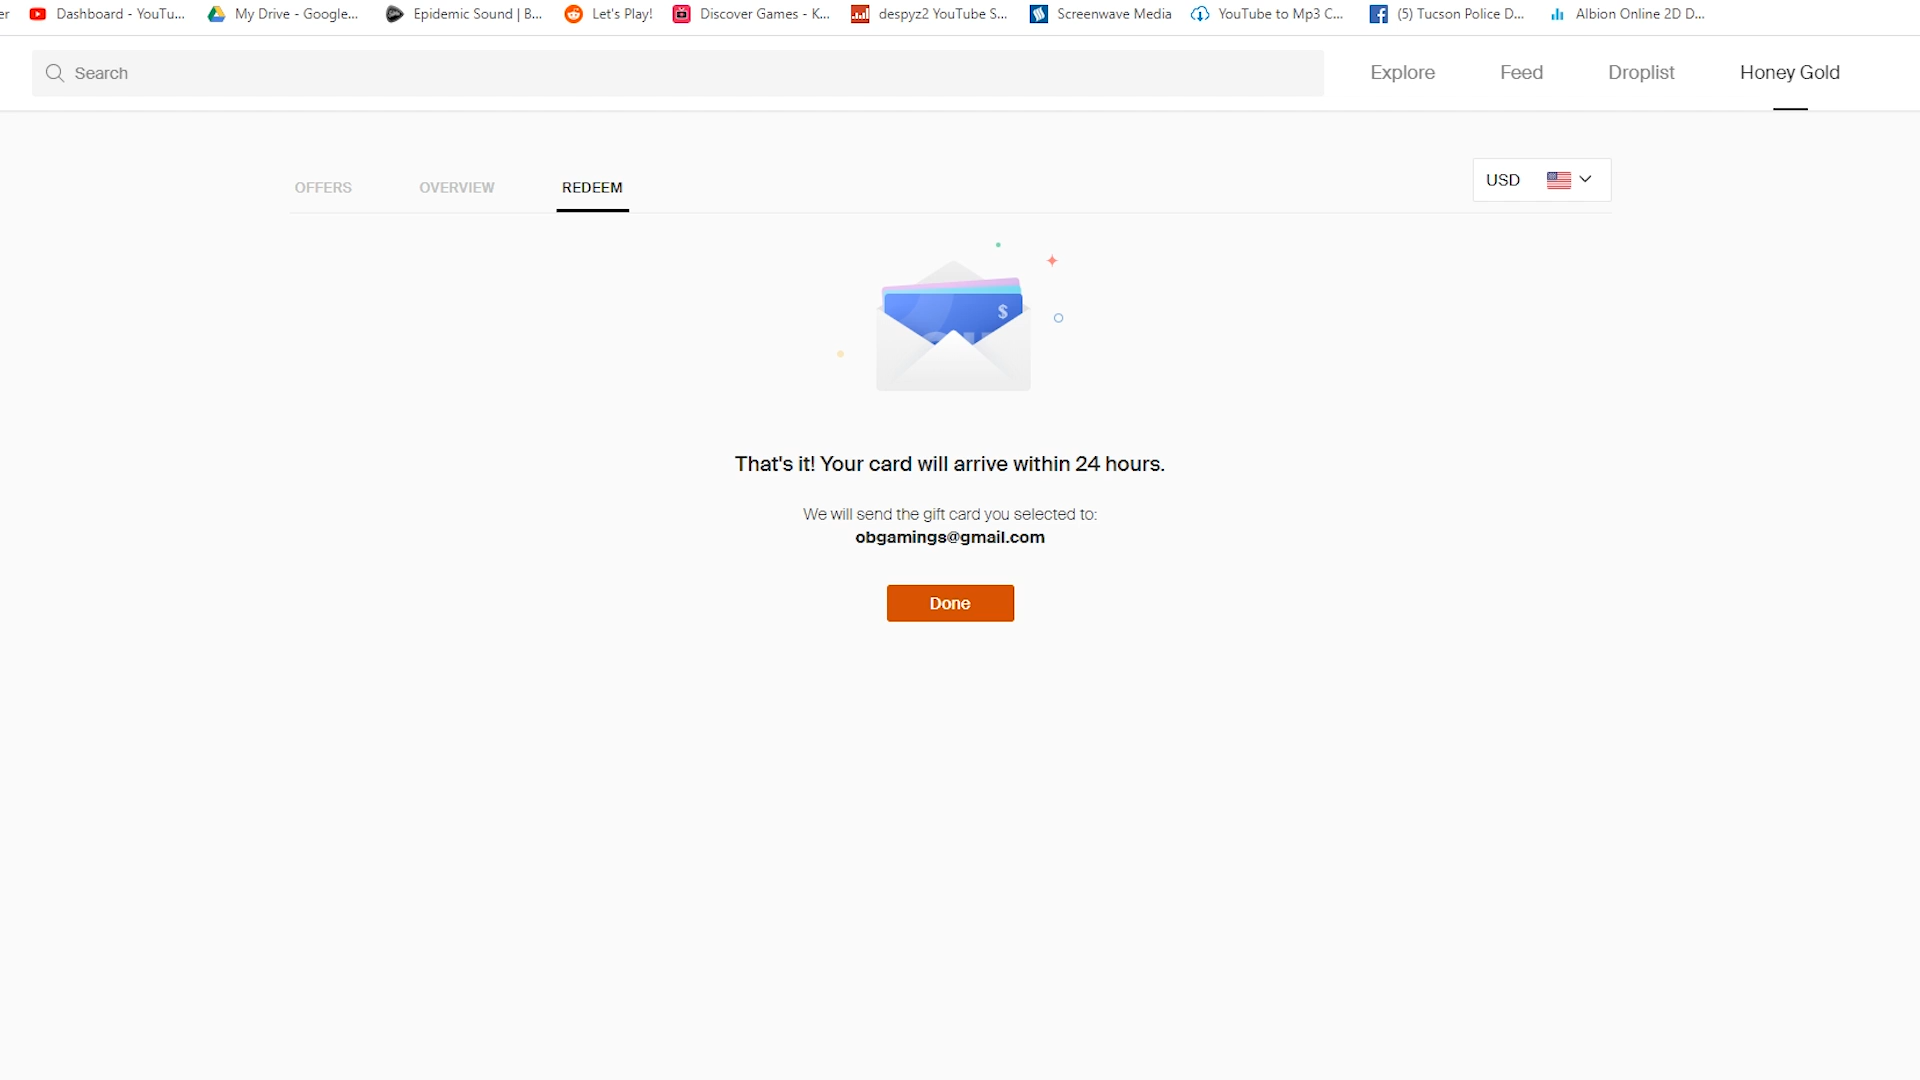 er
Dashboard - YouTu...
My Drive - Google...
Epidemic Sound | B...
Let's Play!
Discover Games - K...
despyz2 YouTube S...
Screenwave Media
YouTube to Mp3 C...
(5) Tucson Police D...
Albion Online 2D D...
Search
Explore
Feed
Droplist
Honey Gold
OFFERS
OVERVIEW
REDEEM
USD
$
That's it! Your card will arrive within 24 hours.
We will send the gift card you selected to:
obgamings@gmail.com
Done